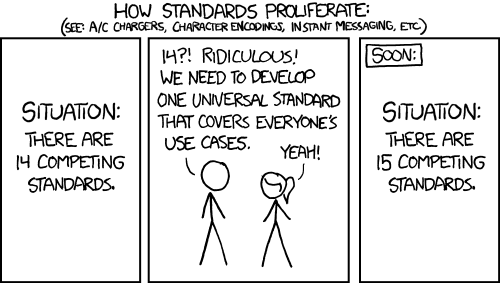 HOW STANDARDS PROLIFERATE:
(SEE: A/C CHARGERS, CHARACTER ENCODINGS, INSTANT MESSAGING, ETC.)
SITUATION:
THERE ARE
14 COMPETING
STANDARDS.
14?! RIDICULOUS!
WE NEED TO DEVELOP
ONE UNIVERSAL STANDARD
THAT COVERS EVERYONE'S
USE CASES.
YEAH!
SOON:
SITUATION:
THERE ARE
15 COMPETING
STANDARDS.